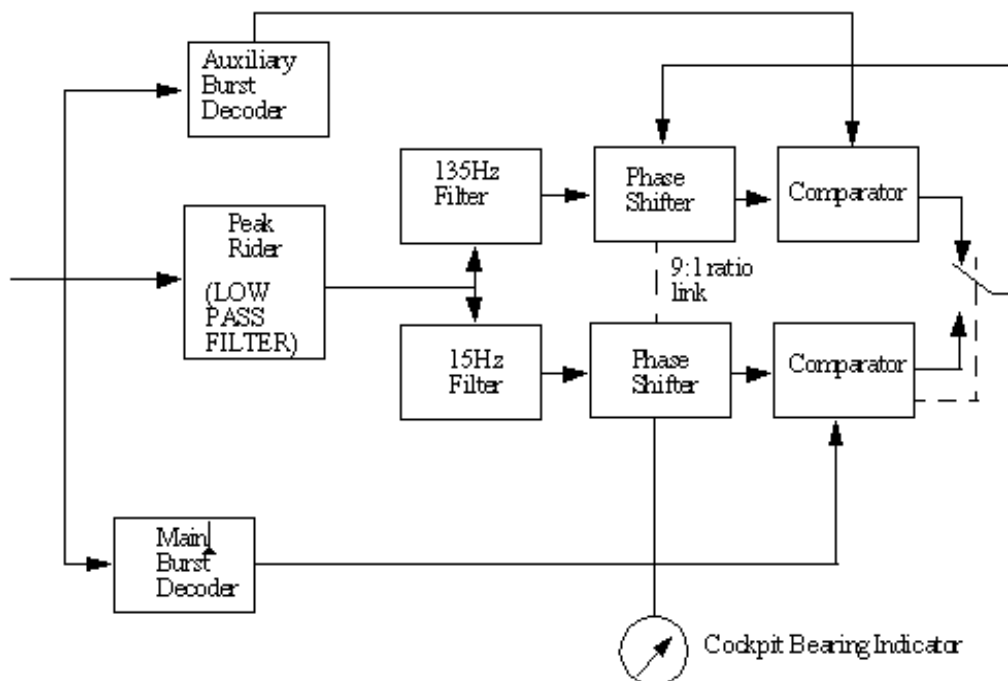 Auxiliary
Burst
Decoder
135Hz
Filter
Phase
Shifter
Comparator
Peak
Rider
(LOW
PASS
FILTER)
9:1 ratio
link
15Hz
Filter
Phase
Shifter
Comparator
Main
Burst
Decoder
Cockpit Bearing Indicator